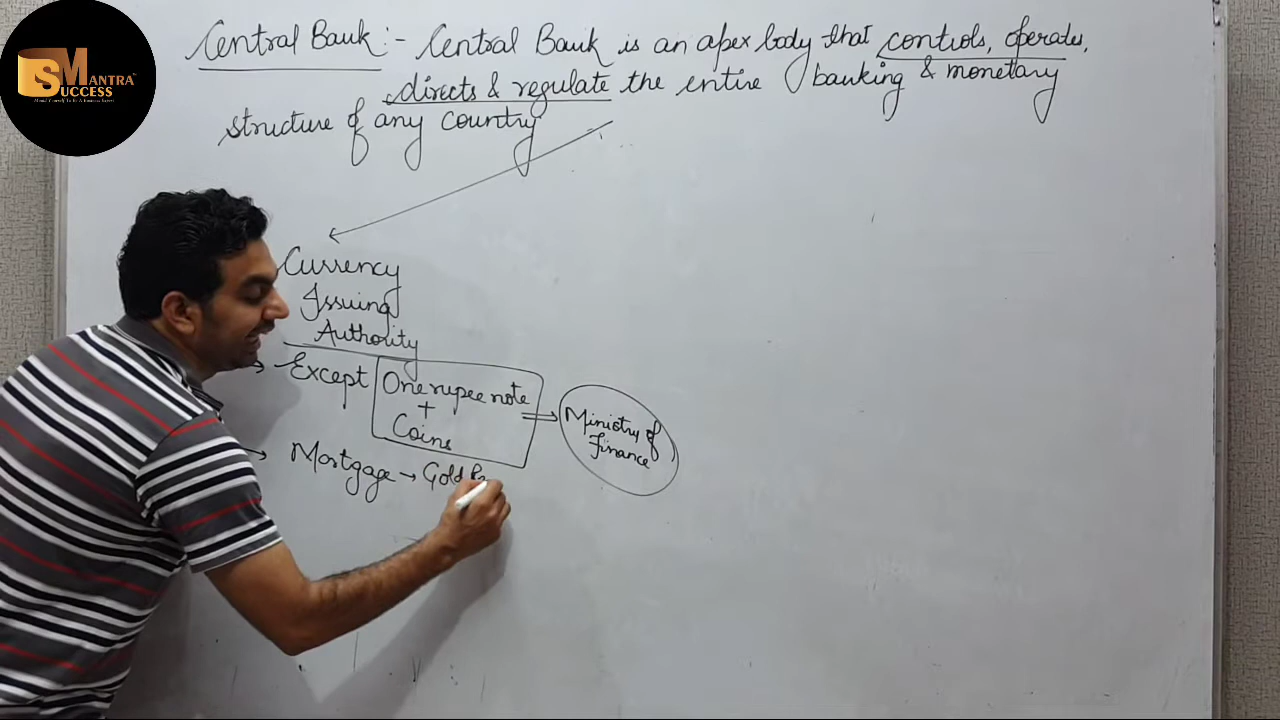 MANTRA
SUCCESS
Central Bank:- Central Bank is an apex body that controls, operates,
directs & regulate the entire banking & monetary
structure of any country
Currency
Issuing
Authority
Except One rupee note
+
Coins
Ministry of
Finance
Mortgage → Gold